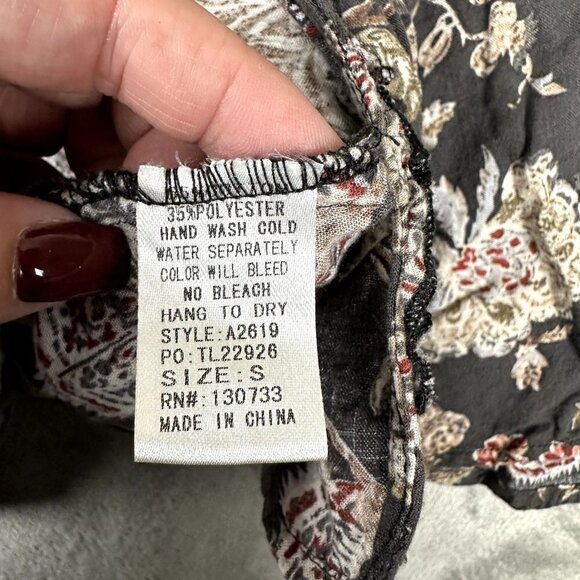 35%POLYESTER
HAND WASH COLD
WATER SEPARATELY
COLOR WILL BLEED
NO BLEACH
HANG TO DRY
STYLE:A2619
PO:TL22926
SIZE:S
RN#:130733
MADE IN CHINA